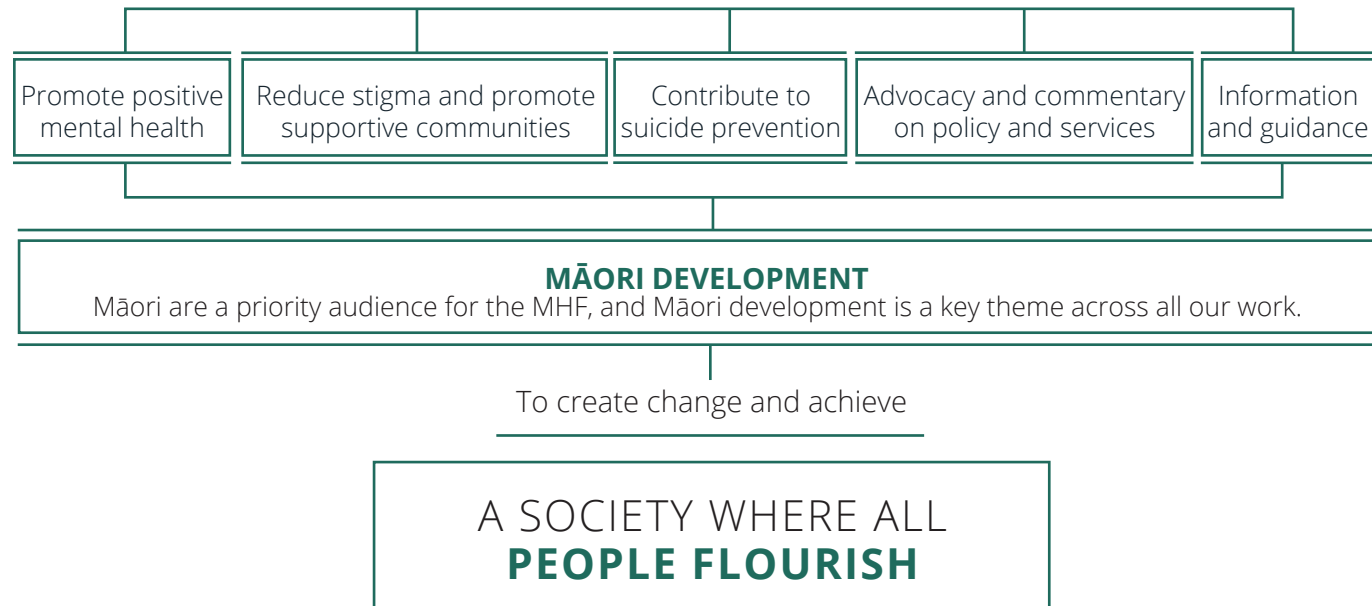 Promote positive
mental health
Reduce stigma and promote
supportive communities
Contribute to
suicide prevention
Advocacy and commentary
on policy and services
Information
and guidance
MĀORI DEVELOPMENT
Māori are a priority audience for the MHF, and Māori development is a key theme across all our work.
To create change and achieve
A SOCIETY WHERE ALL
PEOPLE FLOURISH